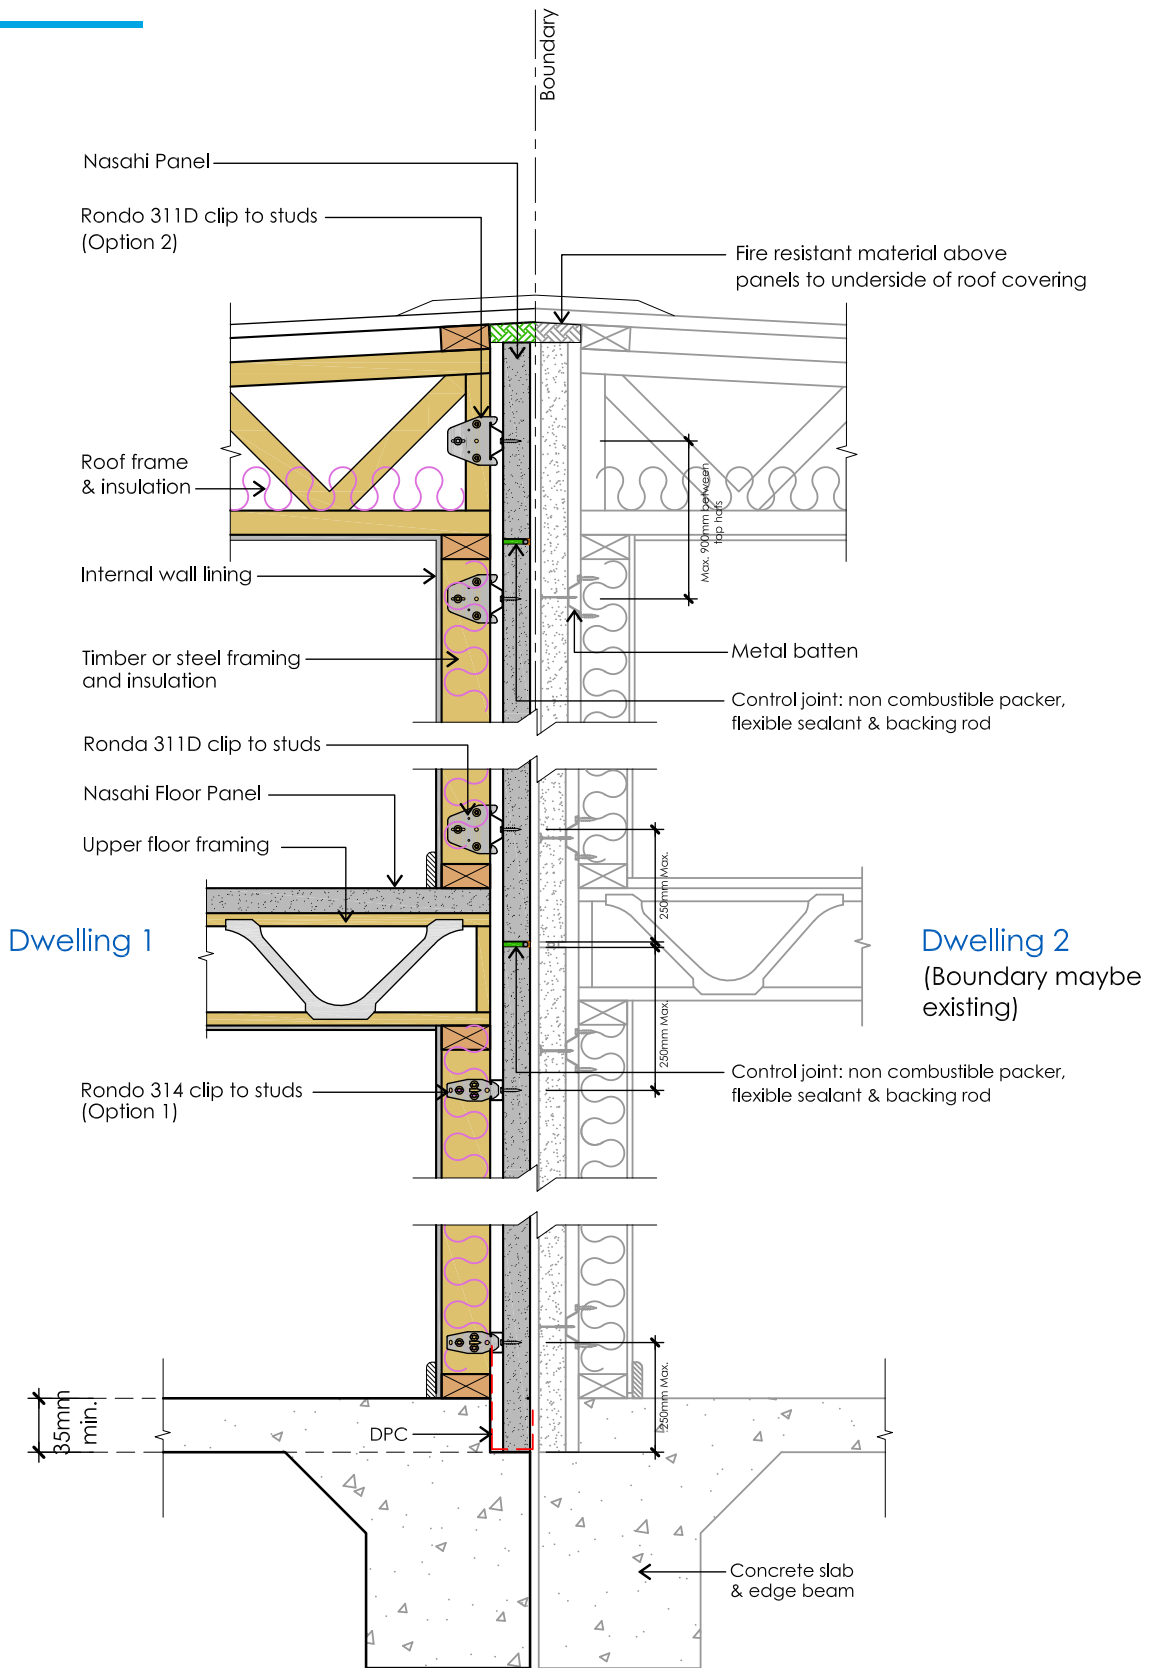 Boundary
Nasahi Panel
Rondo 311D clip to studs
(Option 2)
Fire resistant material above
panels to underside of roof covering
Roof frame
& insulation
Max. 900mm between
top hats
Internal wall lining
Timber or steel framing
and insulation
Metal batten
Control joint: non combustible packer,
flexible sealant & backing rod
Ronda 311D clip to studs
Nasahi Floor Panel
Upper floor framing
250mm Max.
Dwelling 1
Dwelling 2
(Boundary maybe
existing)
250mm Max.
Rondo 314 clip to studs
(Option 1)
Control joint: non combustible packer,
flexible sealant & backing rod
250mm Max.
35mm
min.
DPC
Concrete slab
& edge beam